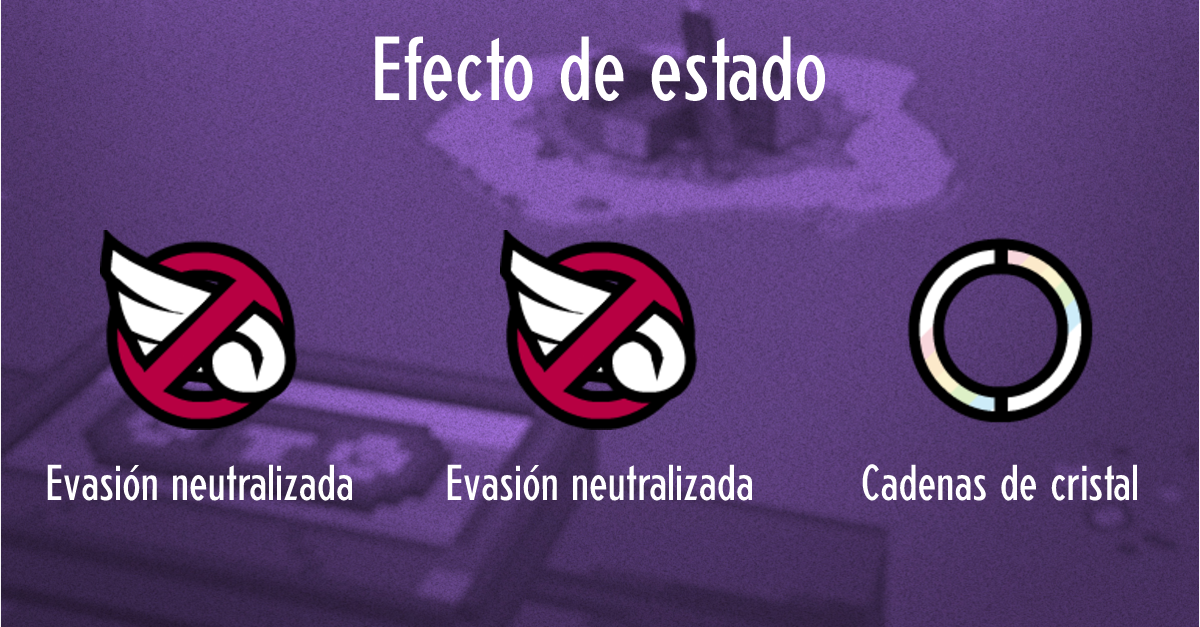 Efecto de estado
Evasión neutralizada
Evasión neutralizada
Cadenas de cristal